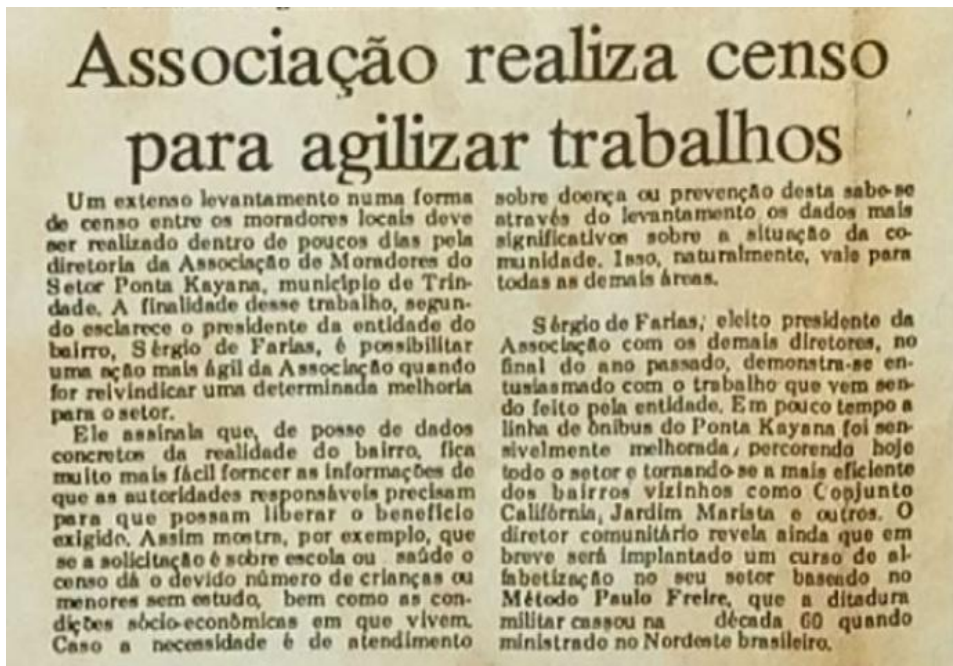 Associação realiza censo
para agilizar trabalhos
Um extenso levantamento numa forma
de censo entre os moradores locais deve
ser realizado dentro de poucos dias pela
diretoria da Associação de Moradores do
Setor Ponta Kayana, município de Trin-
dade. A finalidade desse trabalho, segun-
do esclarece o presidente da entidade do
bairro, Sérgio de Farias, é possibilitar
uma ação mais ágil da Associação quando
for reivindicar uma determinada melhoria
para o setor.
Ele assinala que, de posse de dados
concretos da realidade do bairro, fica
muito mais fácil forncer as informações de
que as autoridades responsáveis precisam
para que possam liberar o benefício
exigido. Assim mostra, por exemplo, que
se a solicitação é sobre escola ou saúde o
censo dá o devido número de crianças ou
menores sem estudo, bem como as con-
dições sócio-econômicas em que vivem.
Caso a necessidade é de atendimento
sobre doença ou prevenção desta sabe-se
através do levantamento os dados mais
significativos sobre a situação da co-
munidade. Isso, naturalmente, vale para
todas as demais áreas.
Sérgio de Farias, eleito presidente da
Associação com os demais diretores, no
final do ano passado, demonstra-se en-
tusiasmado com o trabalho que vem sen-
do feito pela entidade. Em pouco tempo a
linha de ônibus do Ponta Kayana foi sen-
sivelmente melhorada, percorendo hoje
todo o setor e tornando-se a mais eficiente
dos bairros vizinhos como Conjunto
Califôrnia, Jardim Marista e outros. O
diretor comunitário revela ainda que em
breve será implantado um curso de al-
fabetização no seu setor baseado no
Método Paulo Freire, que a ditadura
militar cassou na década 60 quando
ministrado no Nordeste brasileiro.